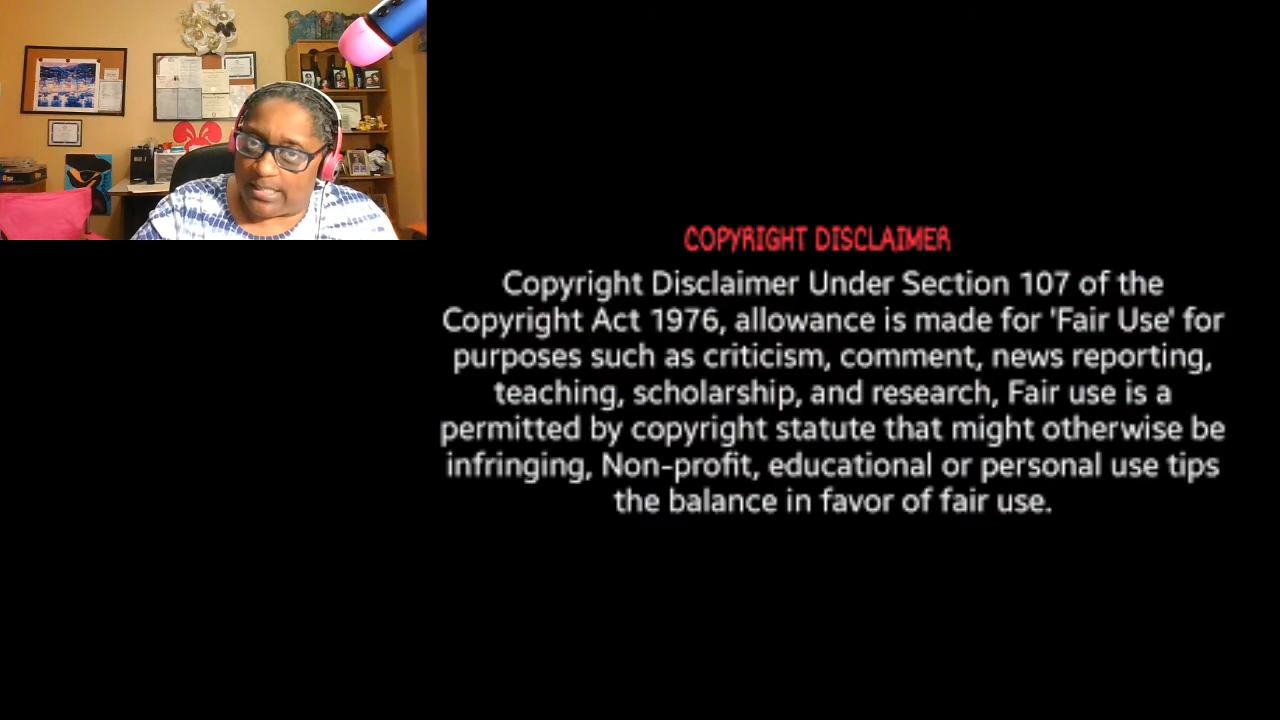 COPYRIGHT DISCLAIMER
Copyright Disclaimer Under Section 107 of the
Copyright Act 1976, allowance is made for 'Fair Use' for
purposes such as criticism, comment, news reporting,
teaching, scholarship, and research, Fair use is a
permitted by copyright statute that might otherwise be
infringing, Non-profit, educational or personal use tips
the balance in favor of fair use.